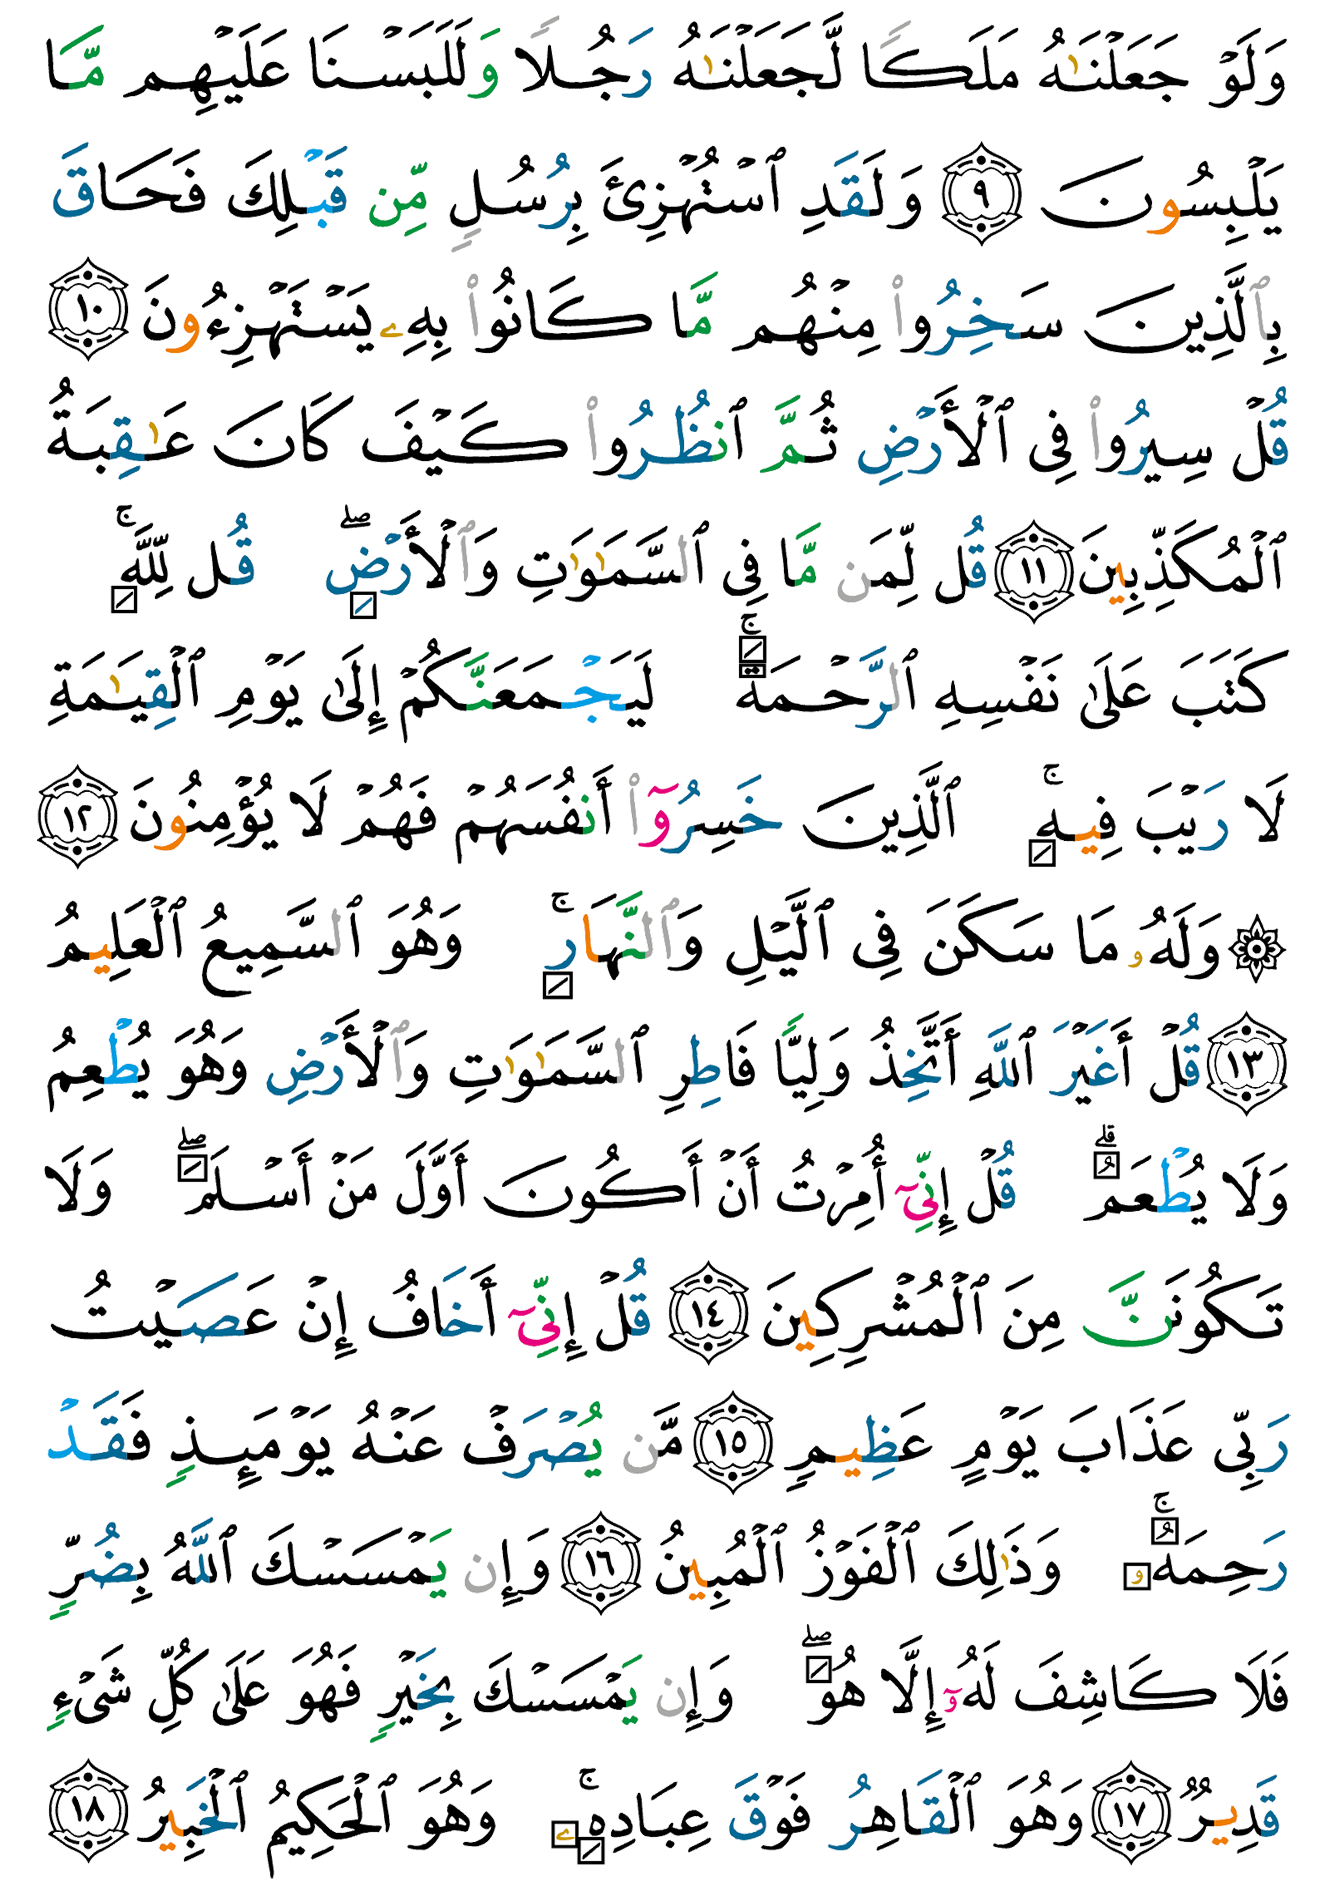 وَلَوْ جَعَلْنَـٰهُ مَلَكًا لَّجَعَلْنَـٰهُ رَجُلًا وَلَلَبَسْنَا عَلَيْهِم مَّا
يَلْبِسُونَ ٩ وَلَقَدِ ٱسْتُهْزِئَ بِرُسُلٍ مِّن قَبْلِكَ فَحَاقَ
بِٱلَّذِينَ سَخِرُوا۟ مِنْهُم مَّا كَانُوا۟ بِهِۦ يَسْتَهْزِءُونَ ١٠
قُلْ سِيرُوا۟ فِى ٱلْأَرْضِ ثُمَّ ٱنظُرُوا۟ كَيْفَ كَانَ عَـٰقِبَةُ
ٱلْمُكَذِّبِينَ ١١ قُل لِّمَن مَّا فِى ٱلسَّمَـٰوَٰتِ وَٱلْأَرْضِ ۖ قُل لِّلَّهِ ۚ
كَتَبَ عَلَىٰ نَفْسِهِ ٱلرَّحْمَةَ ۚ لَيَجْمَعَنَّكُمْ إِلَىٰ يَوْمِ ٱلْقِيَـٰمَةِ
لَا رَيْبَ فِيهِ ۚ ٱلَّذِينَ خَسِرُوٓا۟ أَنفُسَهُمْ فَهُمْ لَا يُؤْمِنُونَ ١٢
۞ وَلَهُۥ مَا سَكَنَ فِى ٱلَّيْلِ وَٱلنَّهَارِ ۚ وَهُوَ ٱلسَّمِيعُ ٱلْعَلِيمُ
١٣ قُلْ أَغَيْرَ ٱللَّهِ أَتَّخِذُ وَلِيًّا فَاطِرِ ٱلسَّمَـٰوَٰتِ وَٱلْأَرْضِ وَهُوَ يُطْعِمُ
وَلَا يُطْعَمُ ۗ قُلْ إِنِّىٓ أُمِرْتُ أَنْ أَكُونَ أَوَّلَ مَنْ أَسْلَمَ ۖ وَلَا
تَكُونَنَّ مِنَ ٱلْمُشْرِكِينَ ١٤ قُلْ إِنِّىٓ أَخَافُ إِنْ عَصَيْتُ
رَبِّى عَذَابَ يَوْمٍ عَظِيمٍ ١٥ مَّن يُصْرَفْ عَنْهُ يَوْمَئِذٍ فَقَدْ
رَحِمَهُۥ ۚ وَذَٰلِكَ ٱلْفَوْزُ ٱلْمُبِينُ ١٦ وَإِن يَمْسَسْكَ ٱللَّهُ بِضُرٍّ
فَلَا كَاشِفَ لَهُۥٓ إِلَّا هُوَ ۖ وَإِن يَمْسَسْكَ بِخَيْرٍ فَهُوَ عَلَىٰ كُلِّ شَىْءٍ
قَدِيرٌ ١٧ وَهُوَ ٱلْقَاهِرُ فَوْقَ عِبَادِهِۦ ۚ وَهُوَ ٱلْحَكِيمُ ٱلْخَبِيرُ ١٨